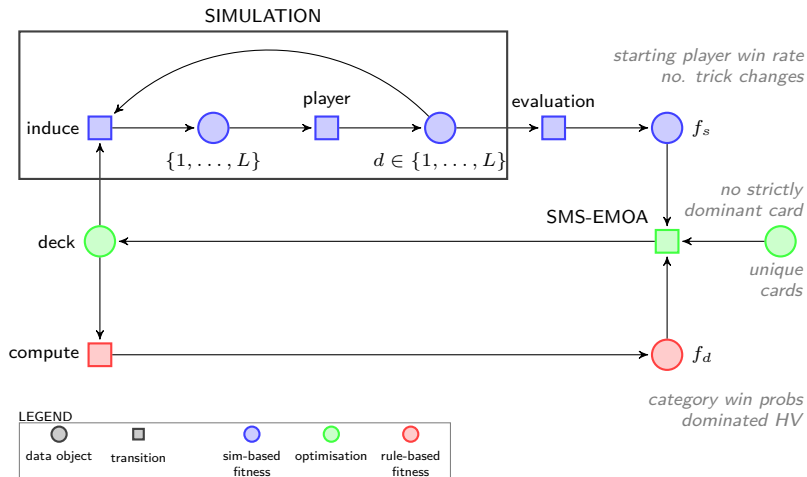 SIMULATION
starting player win rate
no. trick changes
player
evaluation
induce
f_s
{1, . . . , L}
d ∈ {1, . . . , L}
no strictly
dominant card
SMS-EMOA
deck
unique
cards
compute
f_d
category win probs
dominated HV
LEGEND
data object
transition
sim-based
fitness
optimisation
rule-based
fitness